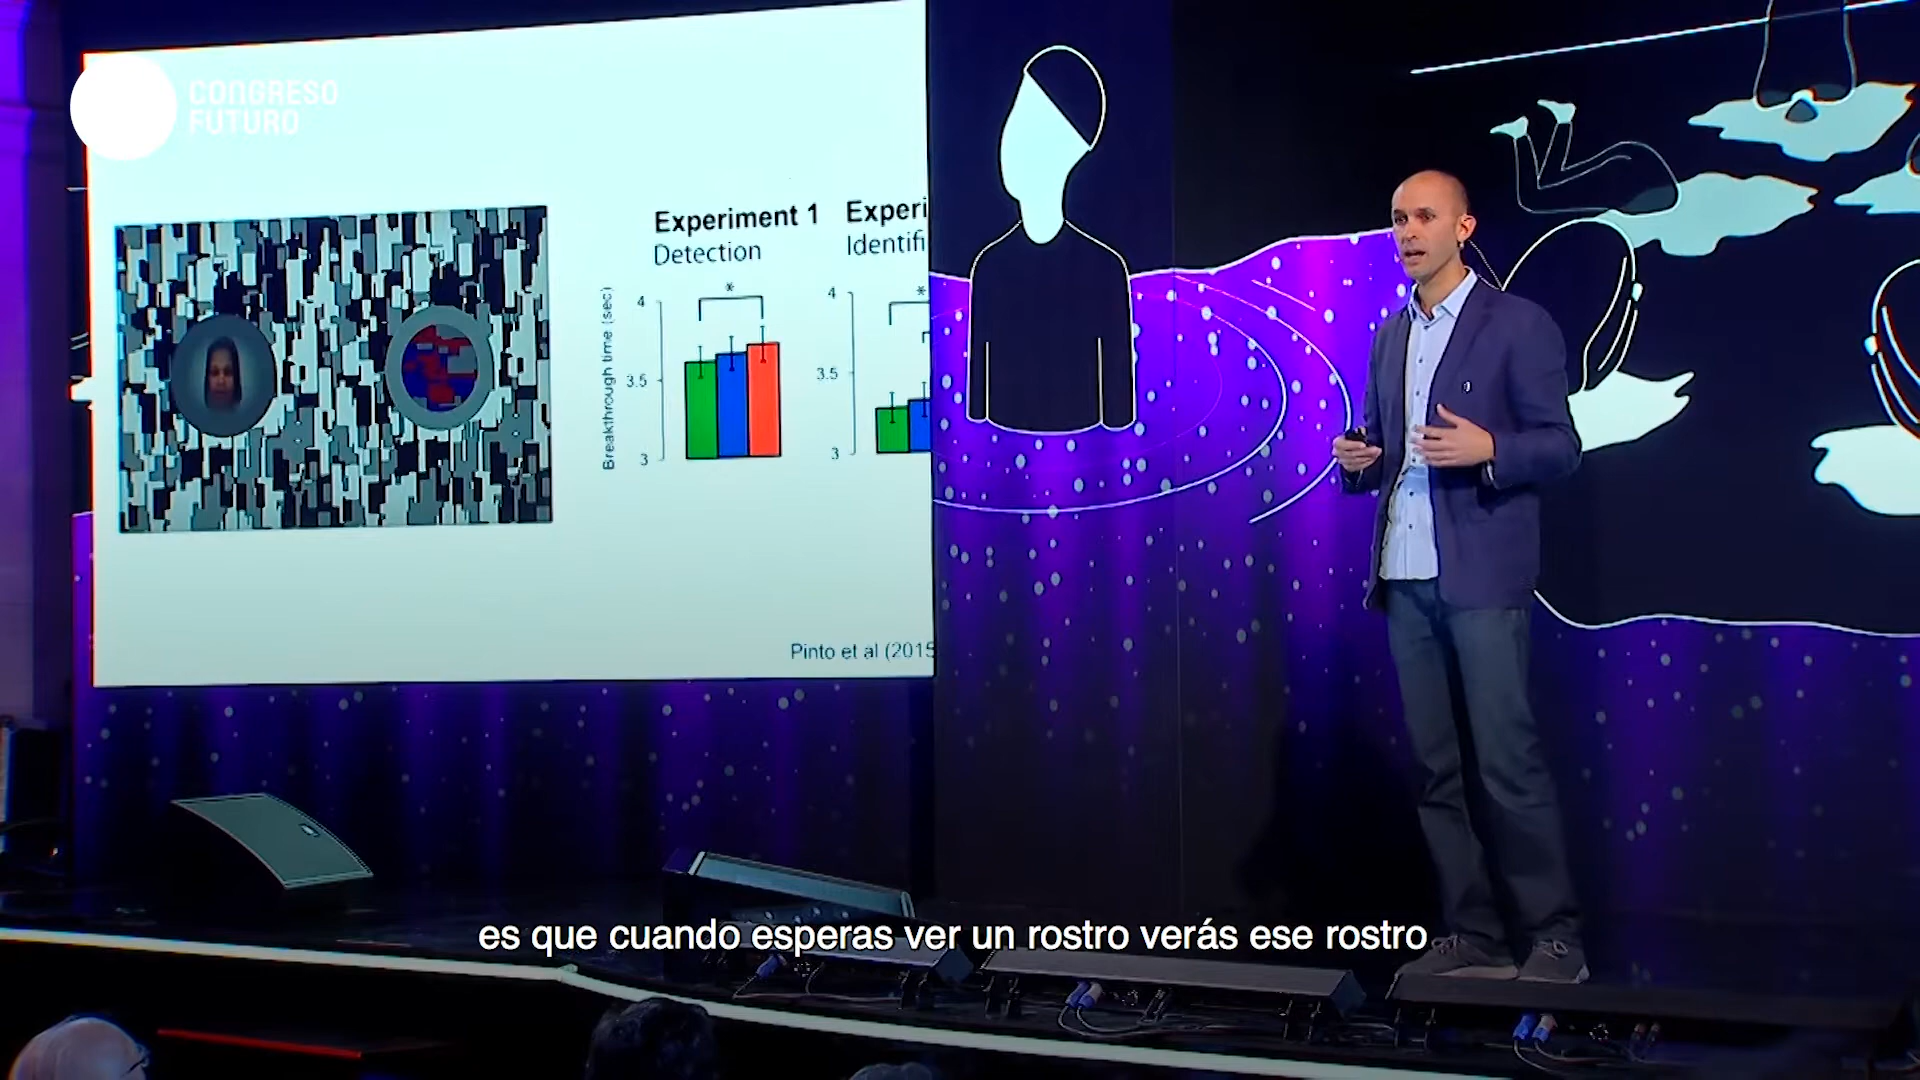 CONGRESO
FUTURO
Experiment 1
Detection
Experi
Identifi
Breakthrough time (sec)
4
3.5
3
*
4
3.5
3
*
Pinto et al (2015
es que cuando esperas ver un rostro verás ese rostro